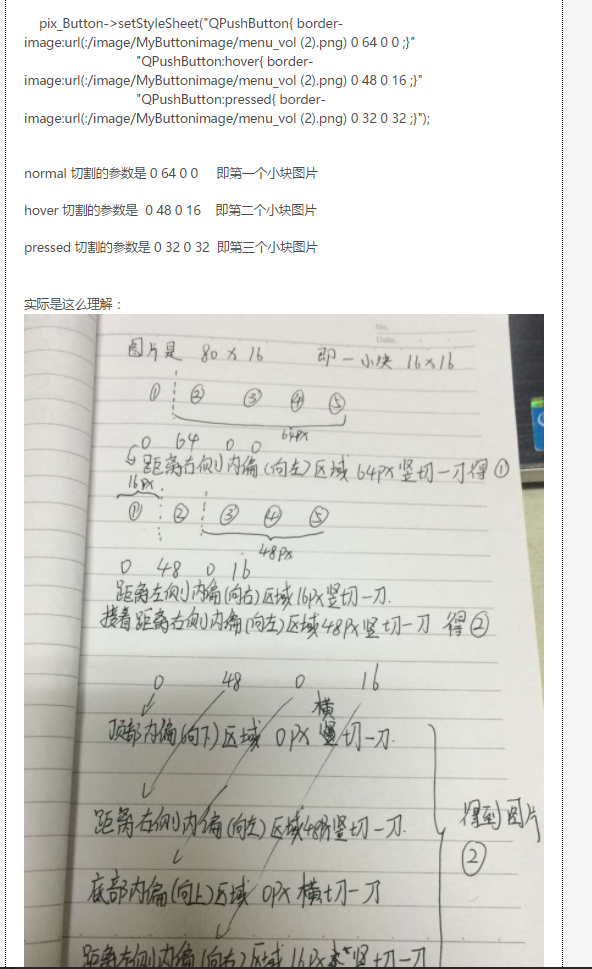 pix_Button->setStyleSheet("QPushButton{ border-
image:url(:/image/MyButtonimage/menu_vol (2).png) 0 64 0 0 ;}"
"QPushButton:hover{ border-
image:url(:/image/MyButtonimage/menu_vol (2).png) 0 48 0 16 ;}"
"QPushButton:pressed{ border-
image:url(:/image/MyButtonimage/menu_vol (2).png) 0 32 0 32 ;}");
normal 切割的参数是 0 64 0 0 即第一个小块图片
hover 切割的参数是 0 48 0 16 即第二个小块图片
pressed 切割的参数是 0 32 0 32 即第三个小块图片
实际是这么理解：
No.
Date.
图片是 80 x 16 即一小块 16x16
① ② ③ ④ ⑤
64px
0 64 0 0
距离右侧内偏(向左)区域 64px 竖切一刀得 ①
16px
① ② ③ ④ ⑤
48px
0 48 0 16
距离左侧内偏(向右)区域16px竖切一刀.
接着距离右侧内偏(向左)区域48px竖切一刀 得②
0 48 0 16
横
顶部内偏(向下)区域 0px 竖切一刀.
距离右侧内偏(向左)区域48px竖切一刀.
得到图片
②
底部内偏(向上)区域 0px 横切一刀
距离左侧内偏(向右)区域 16px 竖切一刀